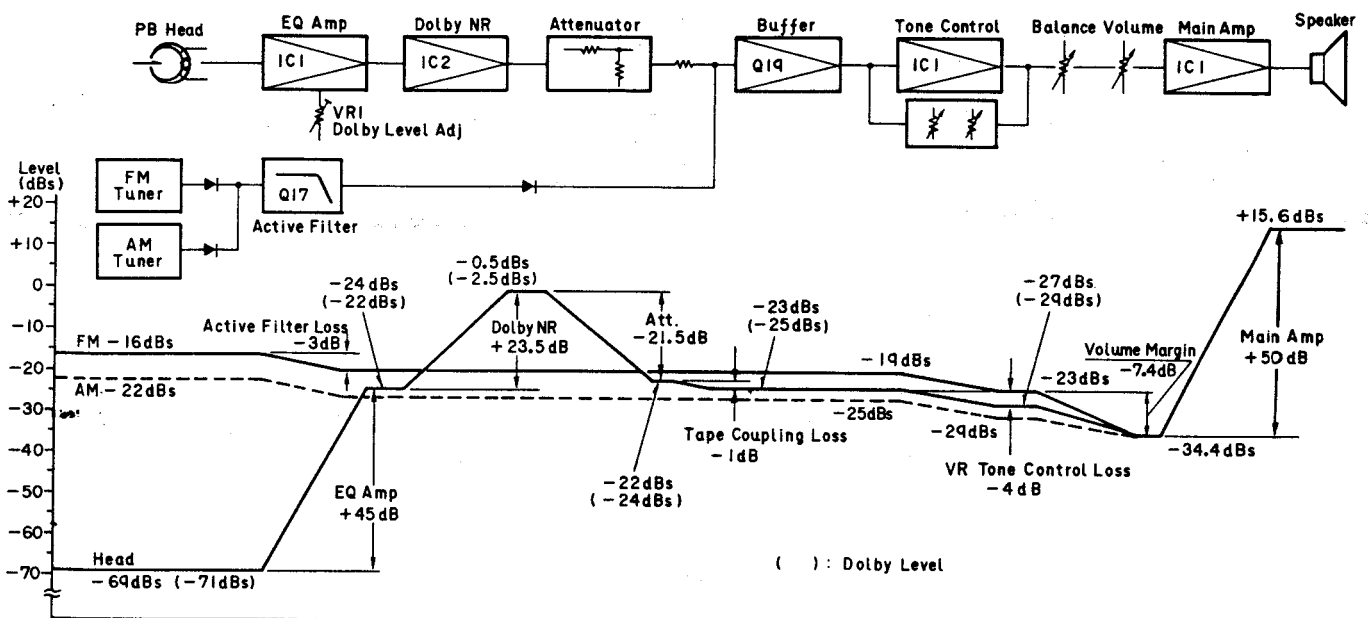 PB Head
EQ Amp
Dolby NR
Attenuator
Buffer
Tone Control
Balance Volume
Main Amp
Speaker
IC1
IC2
Q19
IC1
IC1
VR1
Dolby Level Adj
Level
(dBs)
FM
Tuner
AM
Tuner
Q17
Active Filter
+20
+10
0
-10
-20
-30
-40
-50
-60
-70
FM -16dBs
AM -22dBs
Active Filter Loss
-3dB
-24dBs
(-22dBs)
-0.5dBs
(-2.5dBs)
Dolby NR
+23.5dB
Att.
-21.5dB
-23dBs
(-25dBs)
-19dBs
-25dBs
-27dBs
(-29dBs)
-23dBs
-29dBs
Volume Margin
-7.4dB
+15.6dBs
Main Amp
+50dB
-34.4dBs
Tape Coupling Loss
-1dB
-22dBs
(-24dBs)
VR Tone Control Loss
-4dB
EQ Amp
+45dB
Head
-69dBs (-71dBs)
( ): Dolby Level